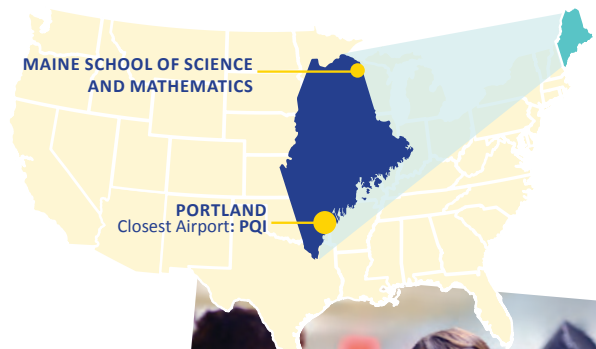 MAINE SCHOOL OF SCIENCE
AND MATHEMATICS
PORTLAND
Closest Airport: PQI